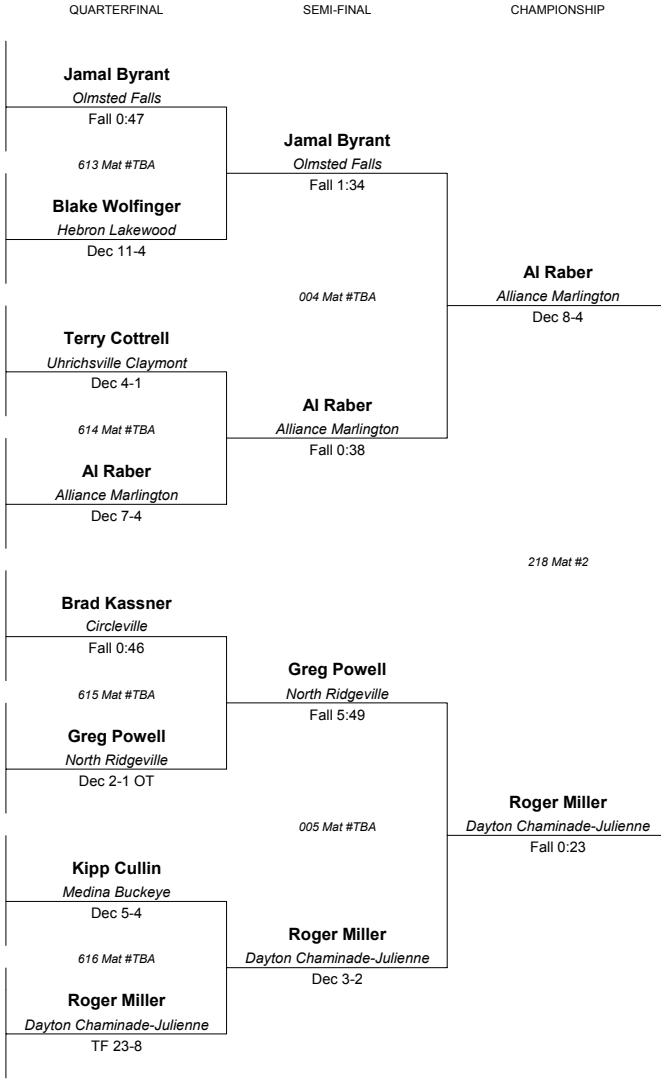 QUARTERFINAL
SEMI-FINAL
CHAMPIONSHIP
Jamal Byrant
Olmsted Falls
Fall 0:47
613 Mat #TBA
Blake Wolfinger
Hebron Lakewood
Dec 11-4
Terry Cottrell
Uhrichsville Claymont
Dec 4-1
614 Mat #TBA
Al Raber
Alliance Marlington
Dec 7-4
Brad Kassner
Circleville
Fall 0:46
615 Mat #TBA
Greg Powell
North Ridgeville
Dec 2-1 OT
Kipp Cullin
Medina Buckeye
Dec 5-4
616 Mat #TBA
Roger Miller
Dayton Chaminade-Julienne
TF 23-8
Jamal Byrant
Olmsted Falls
Fall 1:34
004 Mat #TBA
Al Raber
Alliance Marlington
Fall 0:38
Greg Powell
North Ridgeville
Fall 5:49
005 Mat #TBA
Roger Miller
Dayton Chaminade-Julienne
Dec 3-2
Al Raber
Alliance Marlington
Dec 8-4
218 Mat #2
Roger Miller
Dayton Chaminade-Julienne
Fall 0:23